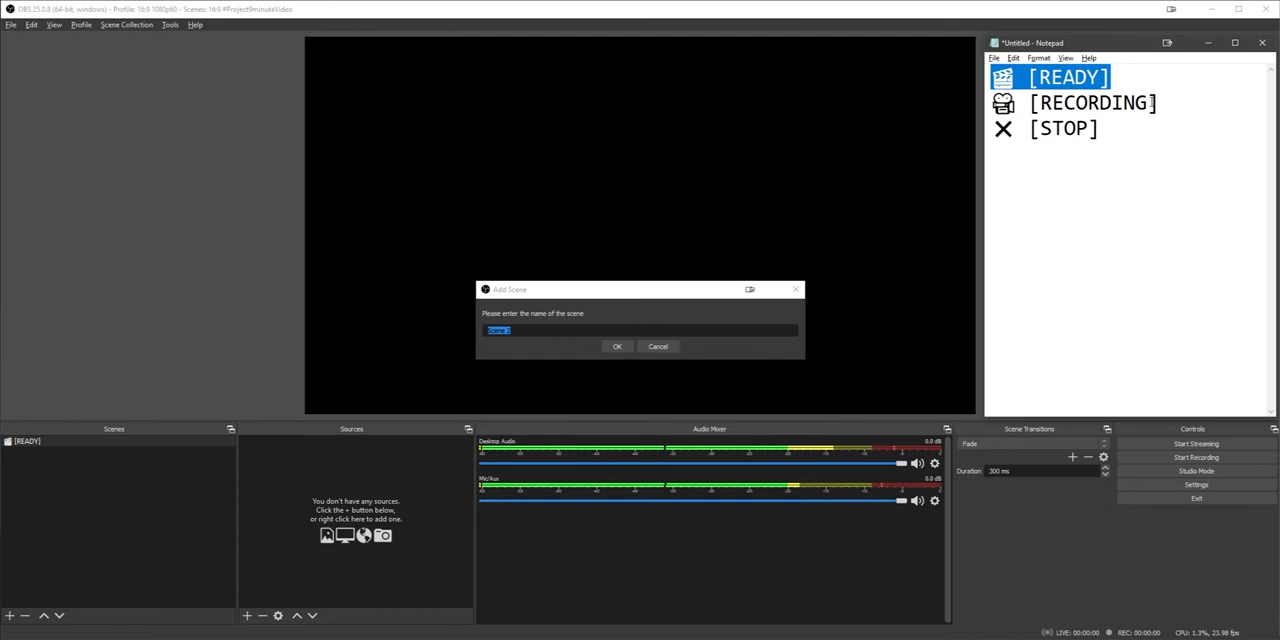 OBS 25.0.8 (64-bit, windows) - Profile: 16:9 1080p60 - Scenes: 16:9 #Project9minuteVideo
File Edit View Profile Scene Collection Tools Help
*Untitled - Notepad
File Edit Format View Help
[READY]
[RECORDING]
[STOP]
Add Scene
Please enter the name of the scene
Scene 2
OK Cancel
Scenes
[READY]
Sources
You don't have any sources.
Click the + button below,
or right click here to add one.
Audio Mixer
Desktop Audio 0.0 dB
Mic/Aux 0.0 dB
Scene Transitions
Fade
Duration 300 ms
Controls
Start Streaming
Start Recording
Studio Mode
Settings
Exit
LIVE: 00:00:00 REC: 00:00:00 CPU: 1.3%, 23.98 fps